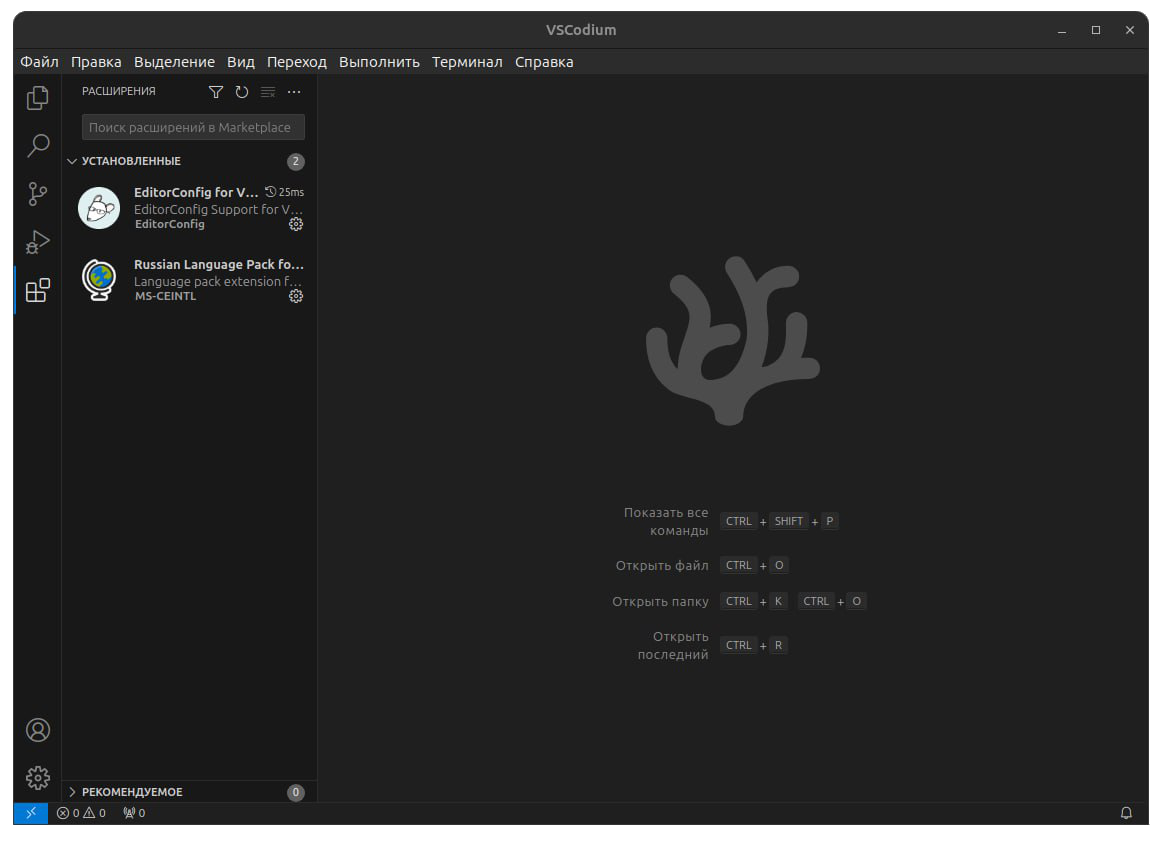 VSCodium
Файл Правка Выделение Вид Переход Выполнить Терминал Справка
РАСШИРЕНИЯ
Поиск расширений в Marketplace
УСТАНОВЛЕННЫЕ 2
EditorConfig for V... 25ms
EditorConfig Support for V...
EditorConfig
Russian Language Pack fo...
Language pack extension f...
MS-CEINTL
Показать все
команды CTRL + SHIFT + P
Открыть файл CTRL + O
Открыть папку CTRL + K CTRL + O
Открыть
последний CTRL + R
РЕКОМЕНДУЕМОЕ 0
0 0 0